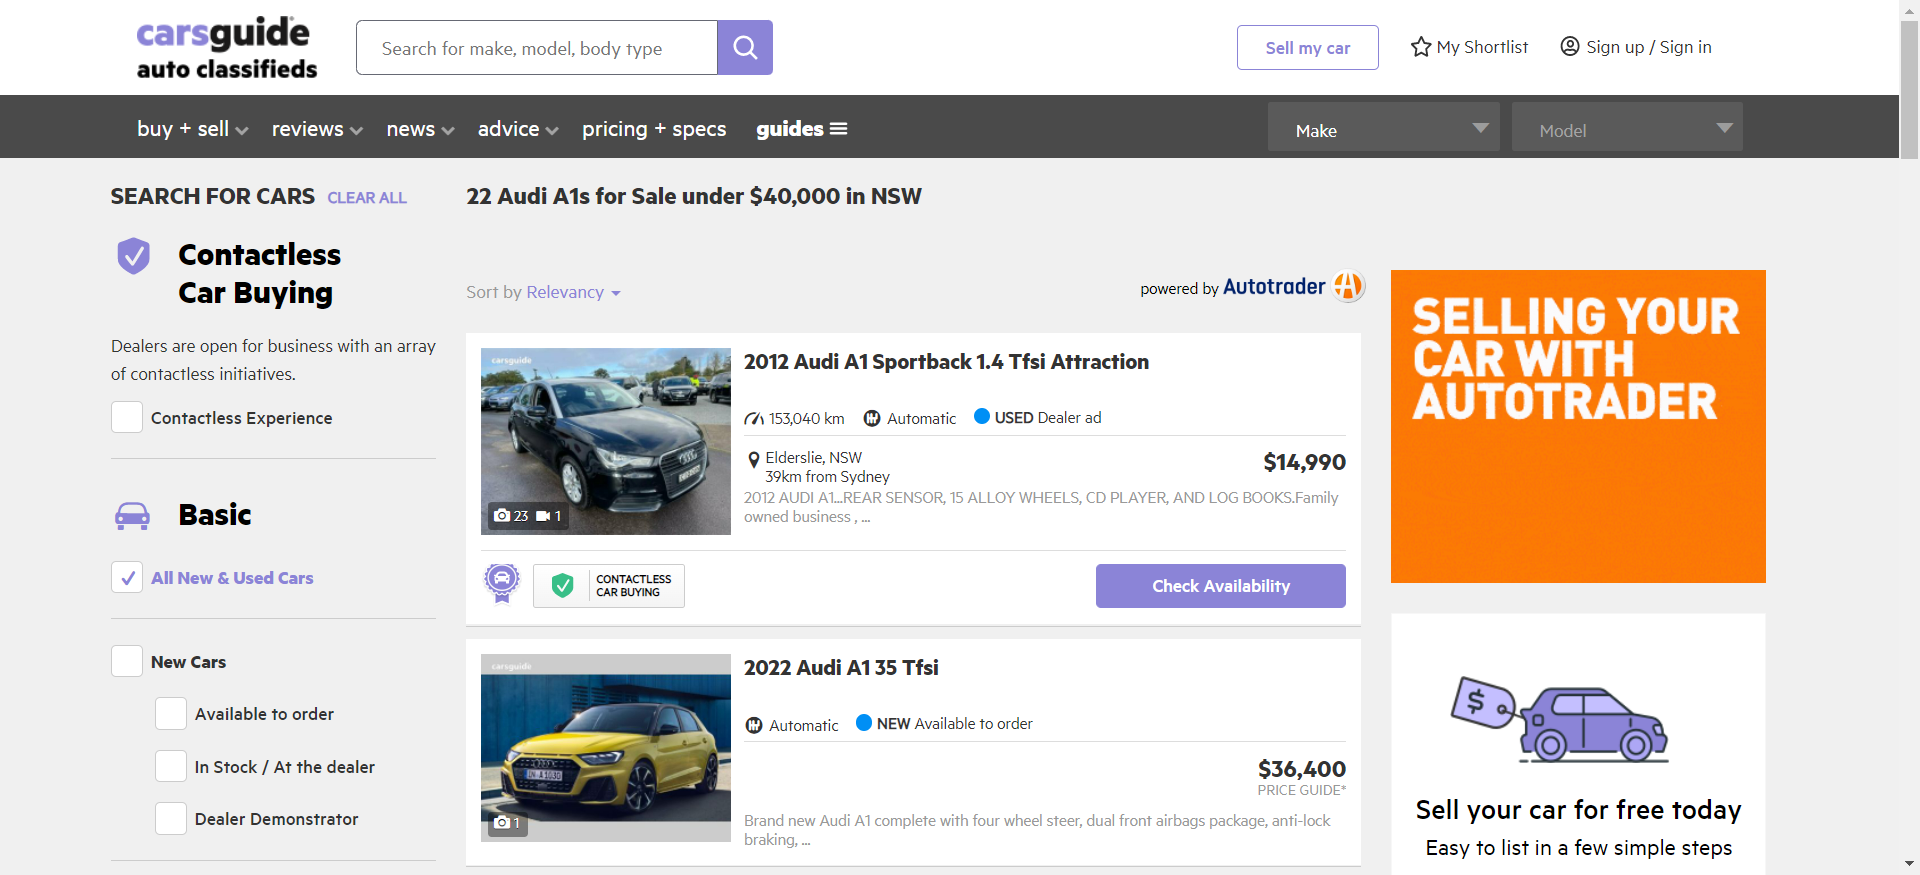 carsguide
auto classifieds
Search for make, model, body type
Sell my car
My Shortlist
Sign up / Sign in
buy + sell
reviews
news
advice
pricing + specs
guides
Make
Model
SEARCH FOR CARS
CLEAR ALL
Contactless
Car Buying
Dealers are open for business with an array
of contactless initiatives.
Contactless Experience
Basic
All New & Used Cars
New Cars
Available to order
In Stock / At the dealer
Dealer Demonstrator
22 Audi A1s for Sale under $40,000 in NSW
Sort by Relevancy
powered by Autotrader
carsguide
23 1
2012 Audi A1 Sportback 1.4 Tfsi Attraction
153,040 km
Automatic
USED Dealer ad
Elderslie, NSW
39km from Sydney
$14,990
2012 AUDI A1...REAR SENSOR, 15 ALLOY WHEELS, CD PLAYER, AND LOG BOOKS.Family
owned business , ...
CONTACTLESS
CAR BUYING
Check Availability
carsguide
1
2022 Audi A1 35 Tfsi
Automatic
NEW Available to order
$36,400
PRICE GUIDE*
Brand new Audi A1 complete with four wheel steer, dual front airbags package, anti-lock
braking, ...
SELLING YOUR
CAR WITH
AUTOTRADER
$
Sell your car for free today
Easy to list in a few simple steps